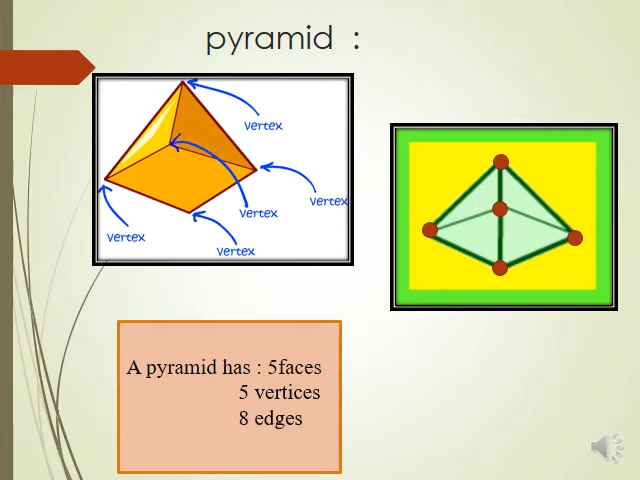 pyramid :
Vertex
Vertex
Vertex
Vertex
Vertex
A pyramid has : 5faces
5 vertices
8 edges